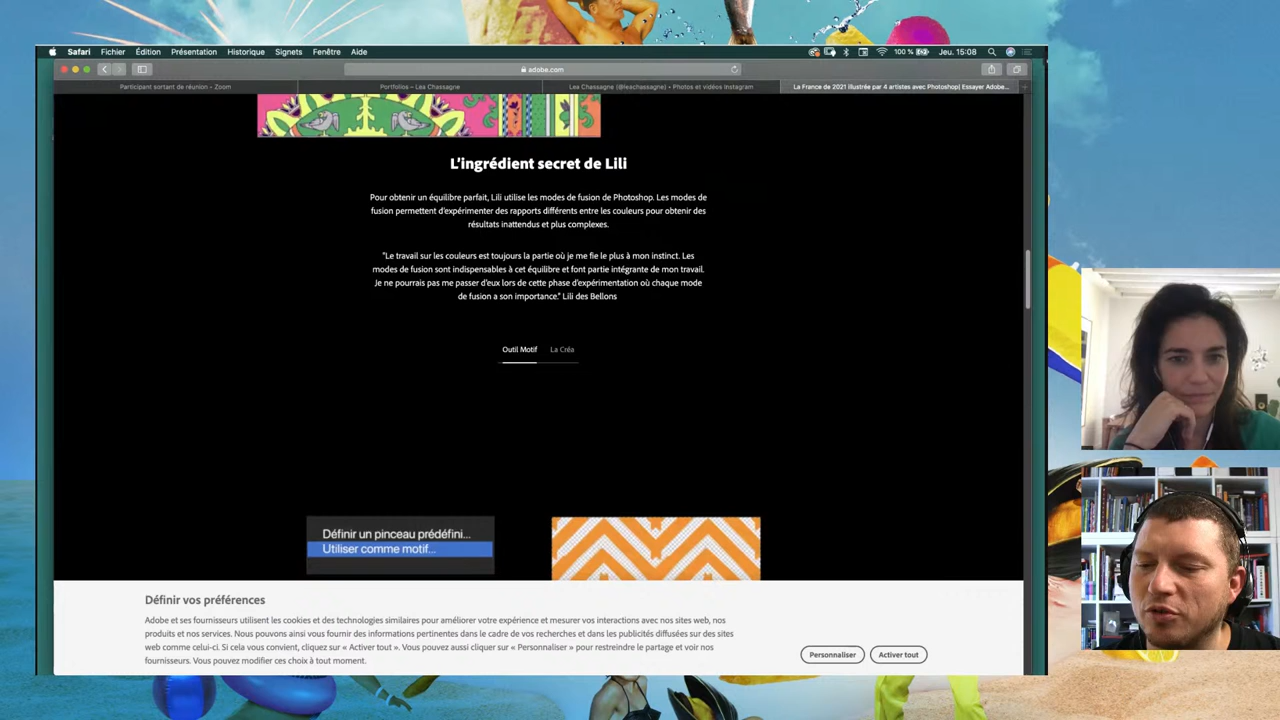 Safari Fichier Édition Présentation Historique Signets Fenêtre Aide 100 % Jeu. 15:08
adobe.com
Participant sortant de réunion - Zoom Portfolios – Lea Chassagne Lea Chassagne (@leachassagne) • Photos et vidéos Instagram La France de 2021 illustrée par 4 artistes avec Photoshop| Essayer Adobe...
L'ingrédient secret de Lili
Pour obtenir un équilibre parfait, Lili utilise les modes de fusion de Photoshop. Les modes de
fusion permettent d'expérimenter des rapports différents entre les couleurs pour obtenir des
résultats inattendus et plus complexes.
"Le travail sur les couleurs est toujours la partie où je me fie le plus à mon instinct. Les
modes de fusion sont indispensables à cet équilibre et font partie intégrante de mon travail.
Je ne pourrais pas me passer d'eux lors de cette phase d'expérimentation où chaque mode
de fusion a son importance." Lili des Bellons
Outil Motif La Créa
Définir un pinceau prédéfini...
Utiliser comme motif...
Définir vos préférences
Adobe et ses fournisseurs utilisent les cookies et des technologies similaires pour améliorer votre expérience et mesurer vos interactions avec nos sites web, nos
produits et nos services. Nous pouvons ainsi vous fournir des informations pertinentes dans le cadre de vos recherches et dans les publicités diffusées sur des sites
web comme celui-ci. Si cela vous convient, cliquez sur « Activer tout ». Vous pouvez aussi cliquer sur « Personnaliser » pour restreindre le partage et voir nos
fournisseurs. Vous pouvez modifier ces choix à tout moment.
Personnaliser Activer tout